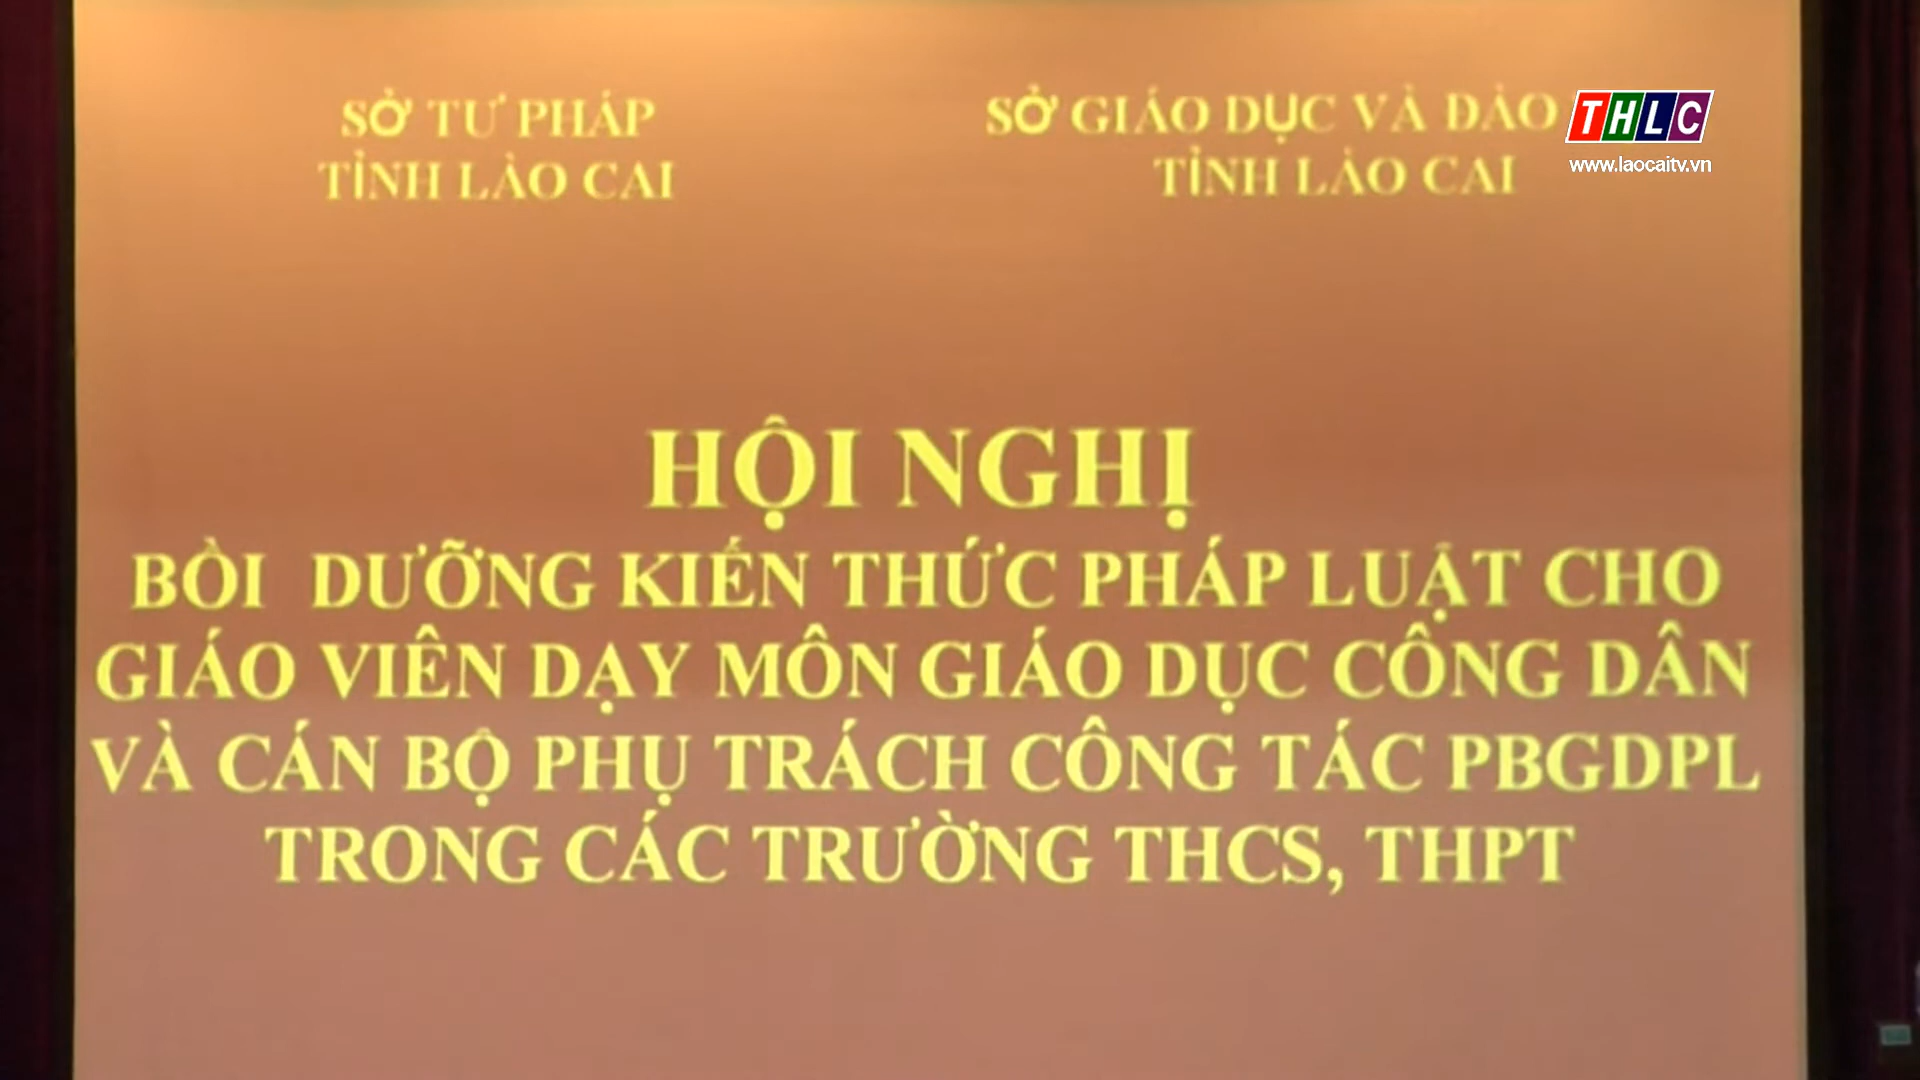 SỞ TƯ PHÁP
TỈNH LÀO CAI
SỞ GIÁO DỤC VÀ ĐÀO
TỈNH LÀO CAI
THLC
www.laocaitv.vn
HỘI NGHỊ
BỒI DƯỠNG KIẾN THỨC PHÁP LUẬT CHO
GIÁO VIÊN DẠY MÔN GIÁO DỤC CÔNG DÂN
VÀ CÁN BỘ PHỤ TRÁCH CÔNG TÁC PBGDPL
TRONG CÁC TRƯỜNG THCS, THPT